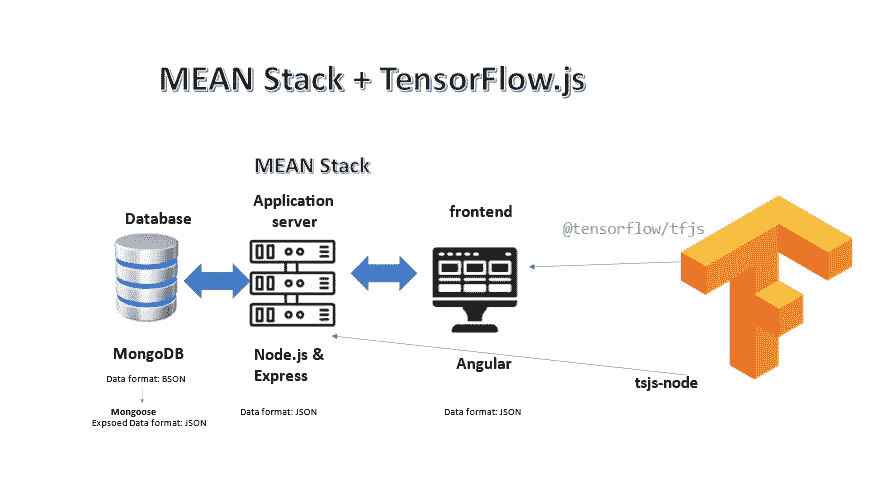 MEAN Stack + TensorFlow.js
MEAN Stack
Database
Application
server
frontend
@tensorflow/tfjs
MongoDB
Node.js &
Express
Angular
tsjs-node
Data format: BSON
Mongoose
Expsoed Data format: JSON
Data format: JSON
Data format: JSON